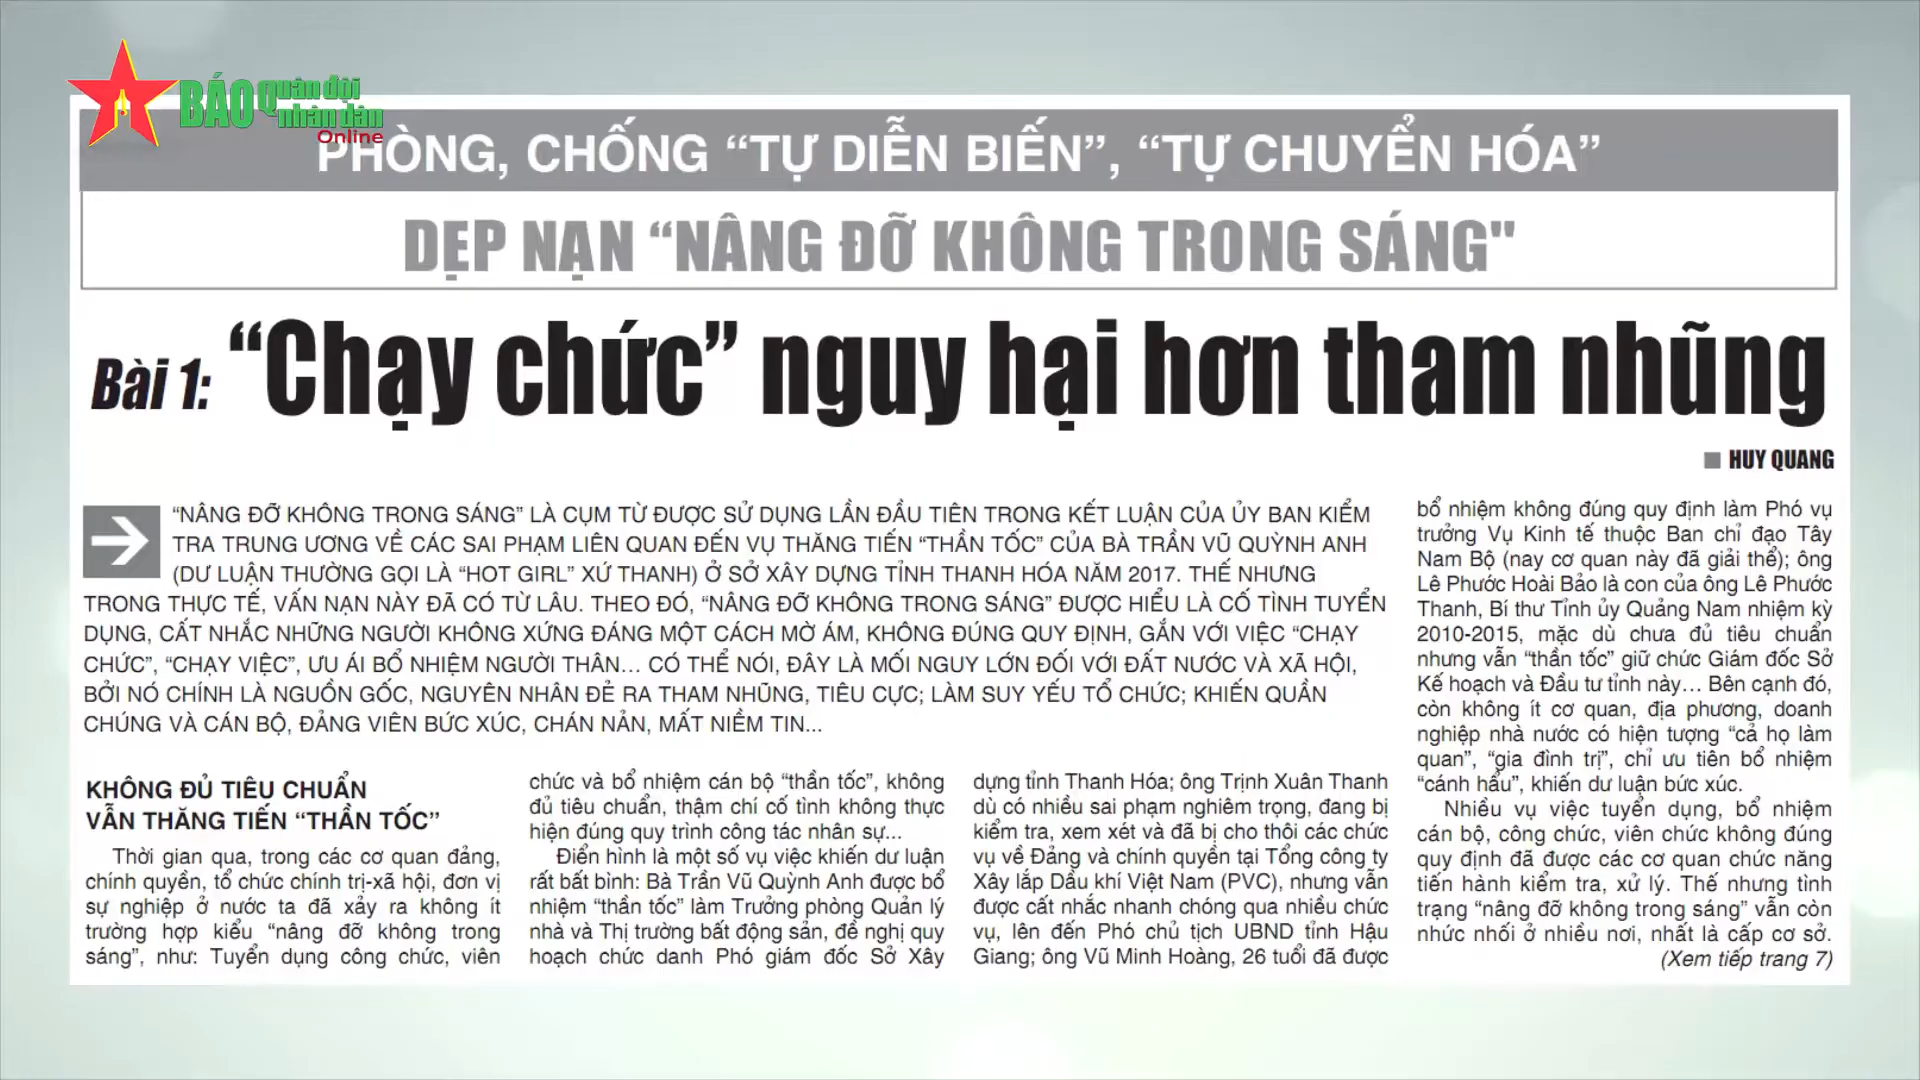 BÁO Quân đội
nhân dân
Online
PHÒNG, CHỐNG “TỰ DIỄN BIẾN”, “TỰ CHUYỂN HÓA”
DẸP NẠN “NÂNG ĐỠ KHÔNG TRONG SÁNG"
Bài 1: “Chạy chức” nguy hại hơn tham nhũng
HUY QUANG
“NÂNG ĐỠ KHÔNG TRONG SÁNG” LÀ CỤM TỪ ĐƯỢC SỬ DỤNG LẦN ĐẦU TIÊN TRONG KẾT LUẬN CỦA ỦY BAN KIỂM
TRA TRUNG ƯƠNG VỀ CÁC SAI PHẠM LIÊN QUAN ĐẾN VỤ THĂNG TIẾN “THẦN TỐC” CỦA BÀ TRẦN VŨ QUỲNH ANH
(DƯ LUẬN THƯỜNG GỌI LÀ “HOT GIRL” XỨ THANH) Ở SỞ XÂY DỰNG TỈNH THANH HÓA NĂM 2017. THẾ NHƯNG
TRONG THỰC TẾ, VẤN NẠN NÀY ĐÃ CÓ TỪ LÂU. THEO ĐÓ, “NÂNG ĐỠ KHÔNG TRONG SÁNG” ĐƯỢC HIỂU LÀ CỐ TÌNH TUYỂN
DỤNG, CẤT NHẮC NHỮNG NGƯỜI KHÔNG XỨNG ĐÁNG MỘT CÁCH MỜ ÁM, KHÔNG ĐÚNG QUY ĐỊNH, GẮN VỚI VIỆC “CHẠY
CHỨC”, “CHẠY VIỆC”, ƯU ÁI BỔ NHIỆM NGƯỜI THÂN... CÓ THỂ NÓI, ĐÂY LÀ MỐI NGUY LỚN ĐỐI VỚI ĐẤT NƯỚC VÀ XÃ HỘI,
BỞI NÓ CHÍNH LÀ NGUỒN GỐC, NGUYÊN NHÂN ĐẺ RA THAM NHŨNG, TIÊU CỰC; LÀM SUY YẾU TỔ CHỨC; KHIẾN QUẦN
CHÚNG VÀ CÁN BỘ, ĐẢNG VIÊN BỨC XÚC, CHÁN NẢN, MẤT NIỀM TIN...
KHÔNG ĐỦ TIÊU CHUẨN
VẪN THĂNG TIẾN “THẦN TỐC”
Thời gian qua, trong các cơ quan đảng,
chính quyền, tổ chức chính trị-xã hội, đơn vị
sự nghiệp ở nước ta đã xảy ra không ít
trường hợp kiểu “nâng đỡ không trong
sáng”, như: Tuyển dụng công chức, viên
chức và bổ nhiệm cán bộ “thần tốc”, không
đủ tiêu chuẩn, thậm chí cố tình không thực
hiện đúng quy trình công tác nhân sự...
Điển hình là một số vụ việc khiến dư luận
rất bất bình: Bà Trần Vũ Quỳnh Anh được bổ
nhiệm “thần tốc” làm Trưởng phòng Quản lý
nhà và Thị trường bất động sản, đề nghị quy
hoạch chức danh Phó giám đốc Sở Xây
dựng tỉnh Thanh Hóa; ông Trịnh Xuân Thanh
dù có nhiều sai phạm nghiêm trọng, đang bị
kiểm tra, xem xét và đã bị cho thôi các chức
vụ về Đảng và chính quyền tại Tổng công ty
Xây lắp Dầu khí Việt Nam (PVC), nhưng vẫn
được cất nhắc nhanh chóng qua nhiều chức
vụ, lên đến Phó chủ tịch UBND tỉnh Hậu
Giang; ông Vũ Minh Hoàng, 26 tuổi đã được
bổ nhiệm không đúng quy định làm Phó vụ
trưởng Vụ Kinh tế thuộc Ban chỉ đạo Tây
Nam Bộ (nay cơ quan này đã giải thể); ông
Lê Phước Hoài Bảo là con của ông Lê Phước
Thanh, Bí thư Tỉnh ủy Quảng Nam nhiệm kỳ
2010-2015, mặc dù chưa đủ tiêu chuẩn
nhưng vẫn “thần tốc” giữ chức Giám đốc Sở
Kế hoạch và Đầu tư tỉnh này... Bên cạnh đó,
còn không ít cơ quan, địa phương, doanh
nghiệp nhà nước có hiện tượng “cả họ làm
quan”, “gia đình trị”, chỉ ưu tiên bổ nhiệm
“cánh hẩu”, khiến dư luận bức xúc.
Nhiều vụ việc tuyển dụng, bổ nhiệm
cán bộ, công chức, viên chức không đúng
quy định đã được các cơ quan chức năng
tiến hành kiểm tra, xử lý. Thế nhưng tình
trạng “nâng đỡ không trong sáng” vẫn còn
nhức nhối ở nhiều nơi, nhất là cấp cơ sở.
(Xem tiếp trang 7)